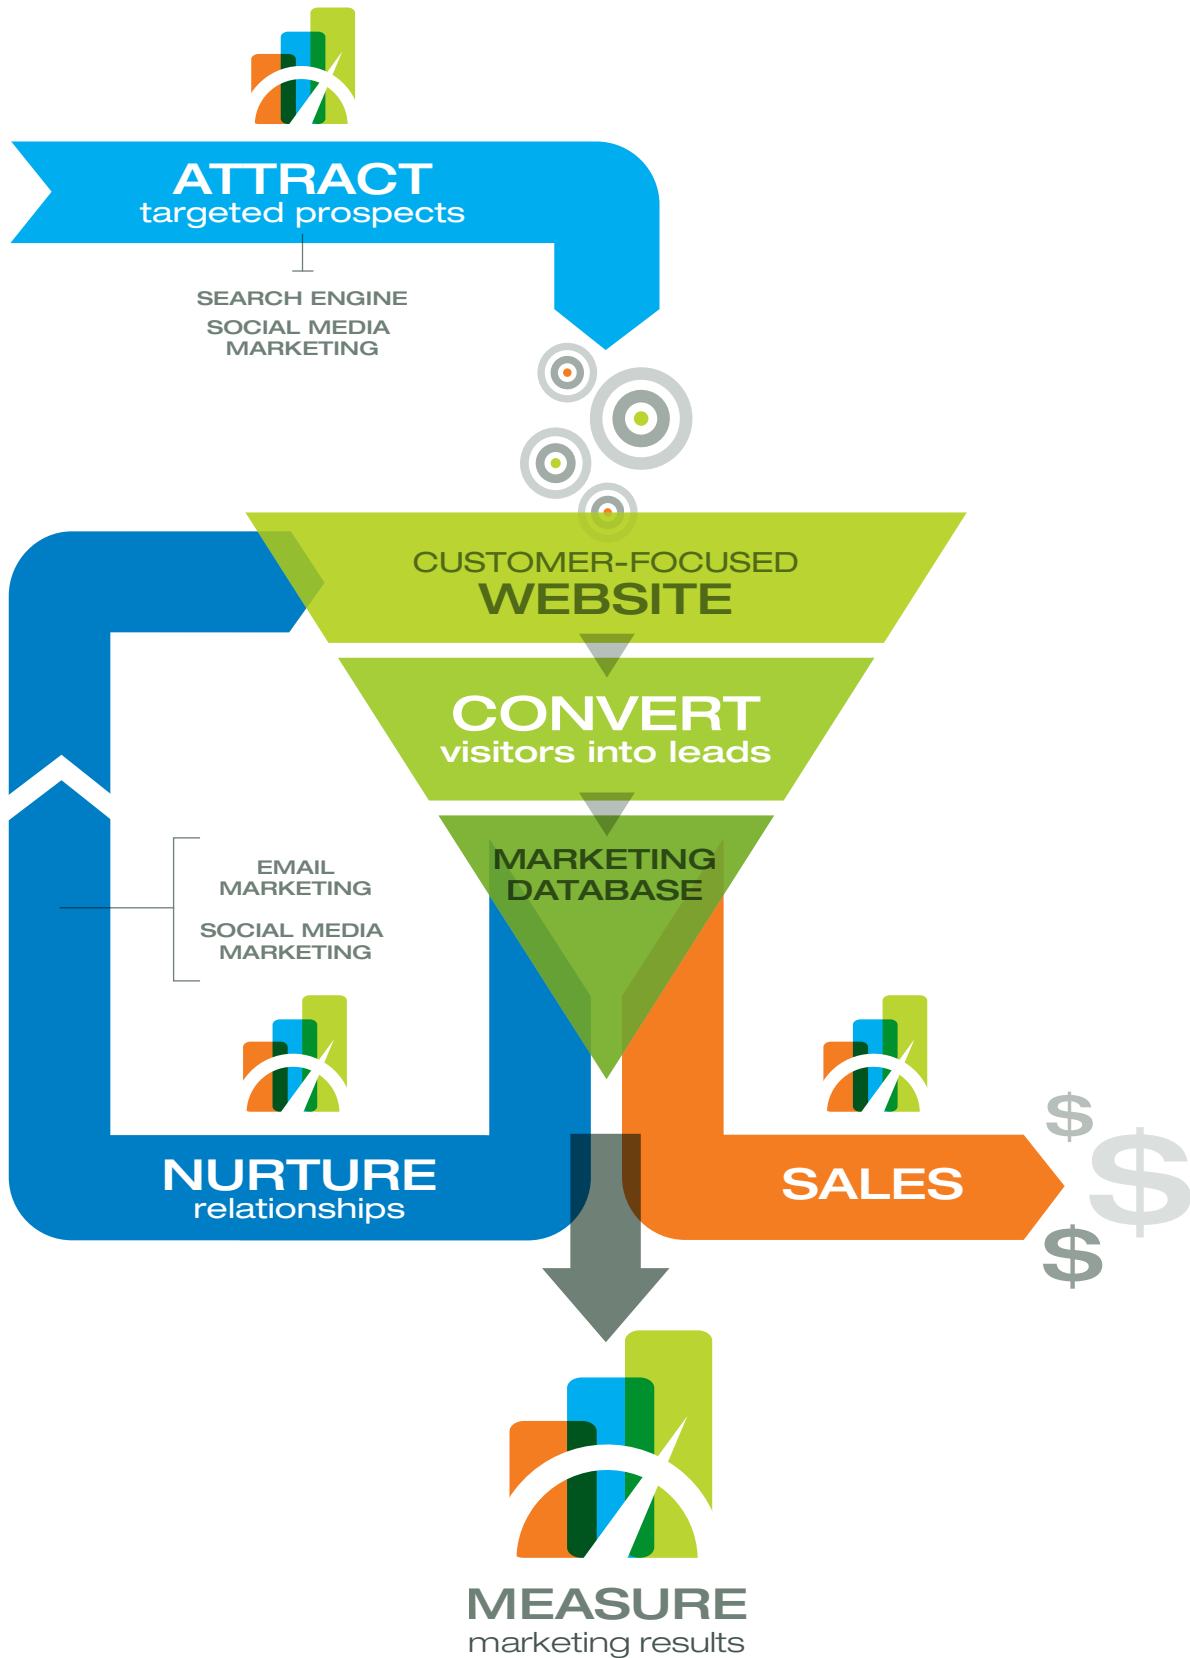 ATTRACT
targeted prospects
SEARCH ENGINE
SOCIAL MEDIA
MARKETING
CUSTOMER-FOCUSED
WEBSITE
CONVERT
visitors into leads
MARKETING
DATABASE
EMAIL
MARKETING
SOCIAL MEDIA
MARKETING
NURTURE
relationships
SALES
$
$
$
MEASURE
marketing results